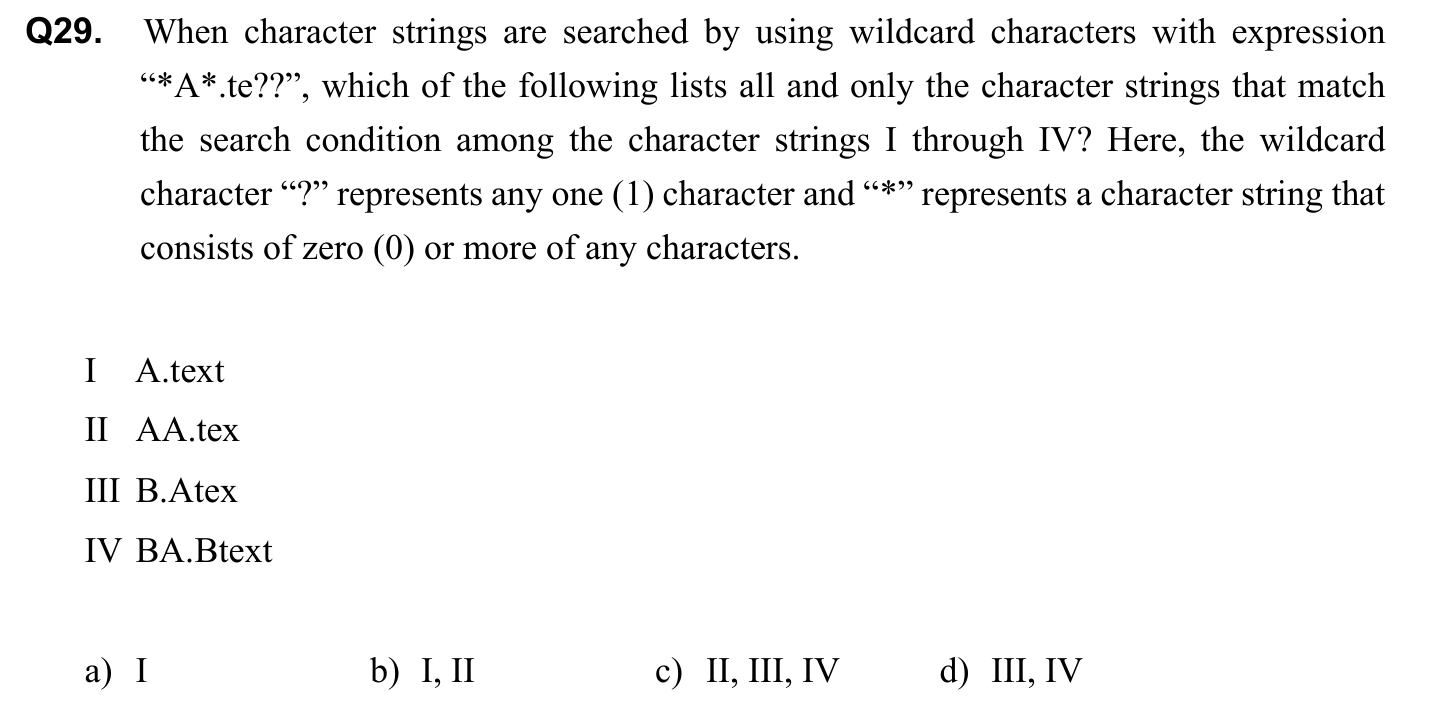 Q29. When character strings are searched by using wildcard characters with expression
“*A*.te??”, which of the following lists all and only the character strings that match
the search condition among the character strings I through IV? Here, the wildcard
character “?” represents any one (1) character and “*” represents a character string that
consists of zero (0) or more of any characters.
I A.text
II AA.tex
III B.Atex
IV BA.Btext
a) I b) I, II c) II, III, IV d) III, IV